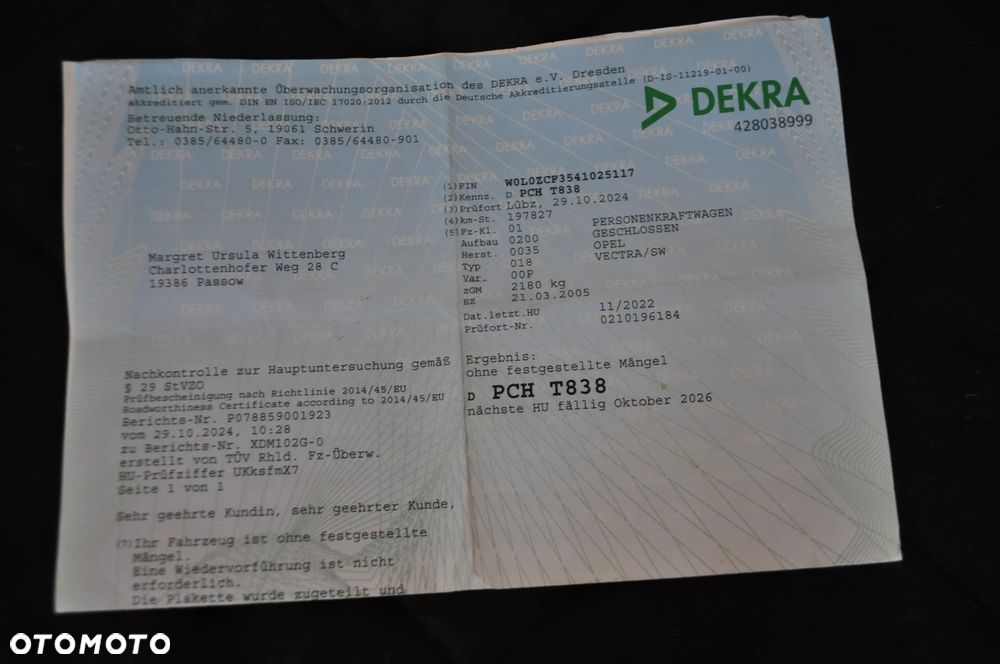 Amtlich anerkannte Überwachungsorganisation des DEKRA e.V. Dresden
akkreditiert gem. DIN EN ISO/IEC 17020:2012 durch die Deutsche Akkreditierungsstelle (D-IS-11219-01-00)
DEKRA
428038999
Betreuende Niederlassung:
Otto-Hahn-Str. 5, 19061 Schwerin
Tel.: 0385/64480-0 Fax: 0385/64480-901
(1)FIN W0L0ZCF3541025117
(2)Kennz. D PCH T838
(3)Prüfort Lübz, 29.10.2024
(4)km-St. 197827
(5)Fz-Kl. 01 PERSONENKRAFTWAGEN
Aufbau 0200 GESCHLOSSEN
Herst. 0035 OPEL
Typ 018 VECTRA/SW
Var. 00P
zGM 2180 kg
EZ 21.03.2005
Dat.letzt.HU 11/2022
Prüfort-Nr. 0210196184
Margret Ursula Wittenberg
Charlottenhofer Weg 28 C
19386 Passow
Nachkontrolle zur Hauptuntersuchung gemäß
§ 29 StVZO
Prüfbescheinigung nach Richtlinie 2014/45/EU
Roadworthiness Certificate according to 2014/45/EU
Berichts-Nr. P078859001923
vom 29.10.2024, 10:28
zu Berichts-Nr. XDM102G-0
erstellt von TÜV Rhld. Fz-Überw.
HU-Prüfziffer UKksfmX7
Seite 1 von 1
Ergebnis:
ohne festgestellte Mängel
D PCH T838
nächste HU fällig Oktober 2026
Sehr geehrte Kundin, sehr geehrter Kunde,
(7)Ihr Fahrzeug ist ohne festgestellte
Mängel.
Eine Wiedervorführung ist nicht
erforderlich.
Die Plakette wurde zugeteilt und
OTOMOTO